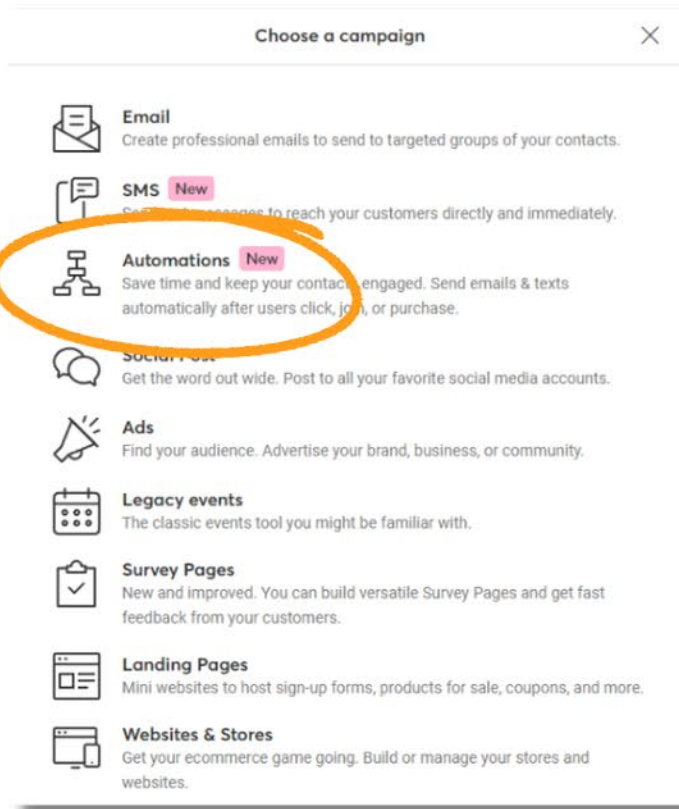 Choose a campaign
Email
Create professional emails to send to targeted groups of your contacts.
SMS New
to reach your customers directly and immediately.
Automations New
Save time and keep your contacts engaged. Send emails & texts
automatically after users click, join, or purchase.
Social Post
Get the word out wide. Post to all your favorite social media accounts.
Ads
Find your audience. Advertise your brand, business, or community.
Legacy events
The classic events tool you might be familiar with.
Survey Pages
New and improved. You can build versatile Survey Pages and get fast
feedback from your customers.
Landing Pages
Mini websites to host sign-up forms, products for sale, coupons, and more.
Websites & Stores
Get your ecommerce game going. Build or manage your stores and
websites.